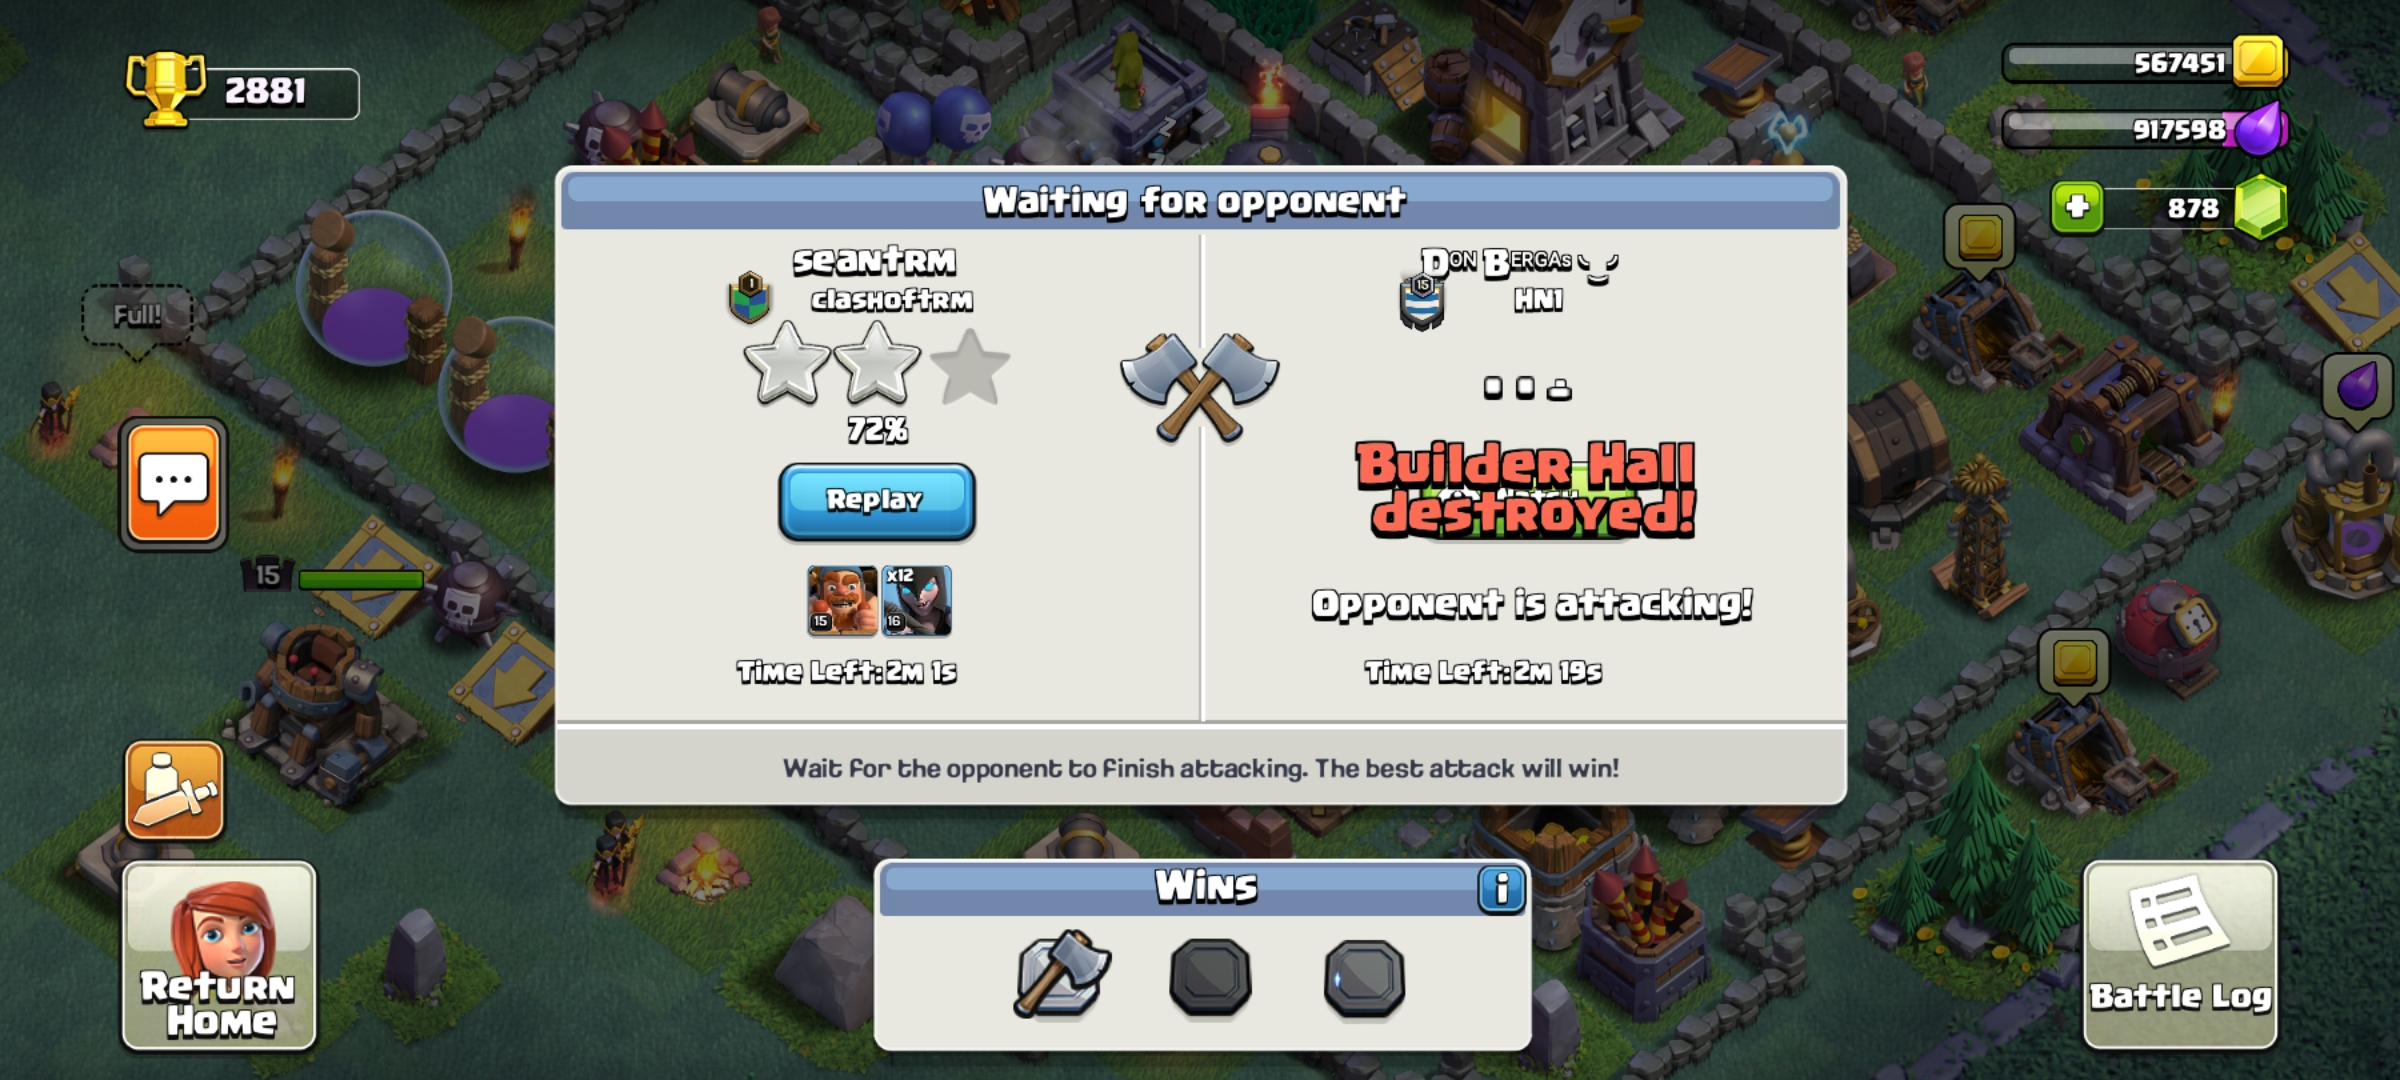 2881
567451
917598
878
Full!
15
Waiting for opponent
seantrm
1
clashoftrm
72%
Replay
x12
15
16
Time Left:2m 1s
Don Bergas
15
HN1
Builder Hall
destroyed!
Opponent is attacking!
Time Left:2m 19s
Wait for the opponent to finish attacking. The best attack will win!
Wins
i
Return
Home
Battle Log